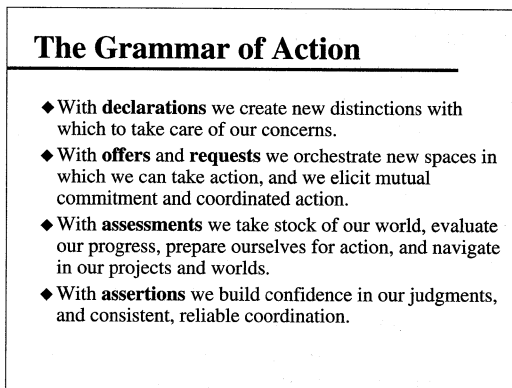 The Grammar of Action
◆With declarations we create new distinctions with
which to take care of our concerns.
◆With offers and requests we orchestrate new spaces in
which we can take action, and we elicit mutual
commitment and coordinated action.
◆With assessments we take stock of our world, evaluate
our progress, prepare ourselves for action, and navigate
in our projects and worlds.
◆With assertions we build confidence in our judgments,
and consistent, reliable coordination.